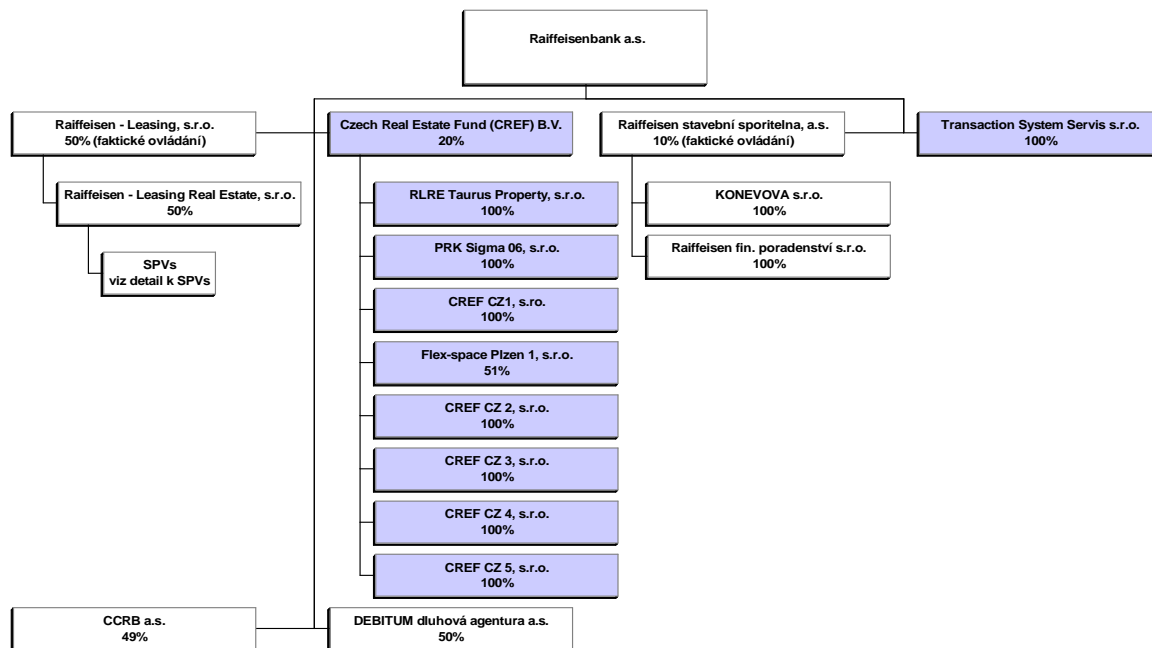 Raiffeisenbank a.s.
Raiffeisen - Leasing, s.r.o.
50% (faktické ovládání)
Czech Real Estate Fund (CREF) B.V.
20%
Raiffeisen stavební sporitelna, a.s.
10% (faktické ovládání)
Transaction System Servis s.r.o.
100%
Raiffeisen - Leasing Real Estate, s.r.o.
50%
SPVs
viz detail k SPVs
RLRE Taurus Property, s.r.o.
100%
PRK Sigma 06, s.r.o.
100%
CREF CZ1, s.ro.
100%
Flex-space Plzen 1, s.r.o.
51%
CREF CZ 2, s.r.o.
100%
CREF CZ 3, s.r.o.
100%
CREF CZ 4, s.r.o.
100%
CREF CZ 5, s.r.o.
100%
KONEVOVA s.r.o.
100%
Raiffeisen fin. poradenství s.r.o.
100%
CCRB a.s.
49%
DEBITUM dluhová agentura a.s.
50%